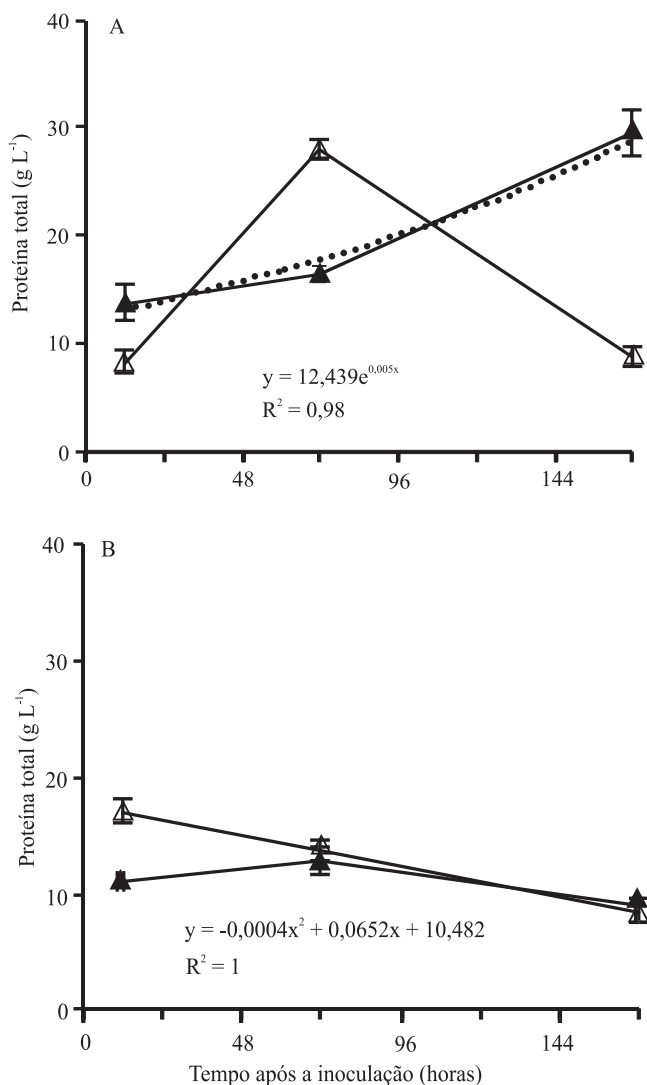 40
A
30
Proteína total (g L⁻¹)
20
10
y = 12,439e⁰,⁰⁰⁵ˣ
R² = 0,98
0
0 48 96 144
40
B
30
Proteína total (g L⁻¹)
20
10
y = -0,0004x² + 0,0652x + 10,482
R² = 1
0
0 48 96 144
Tempo após a inoculação (horas)